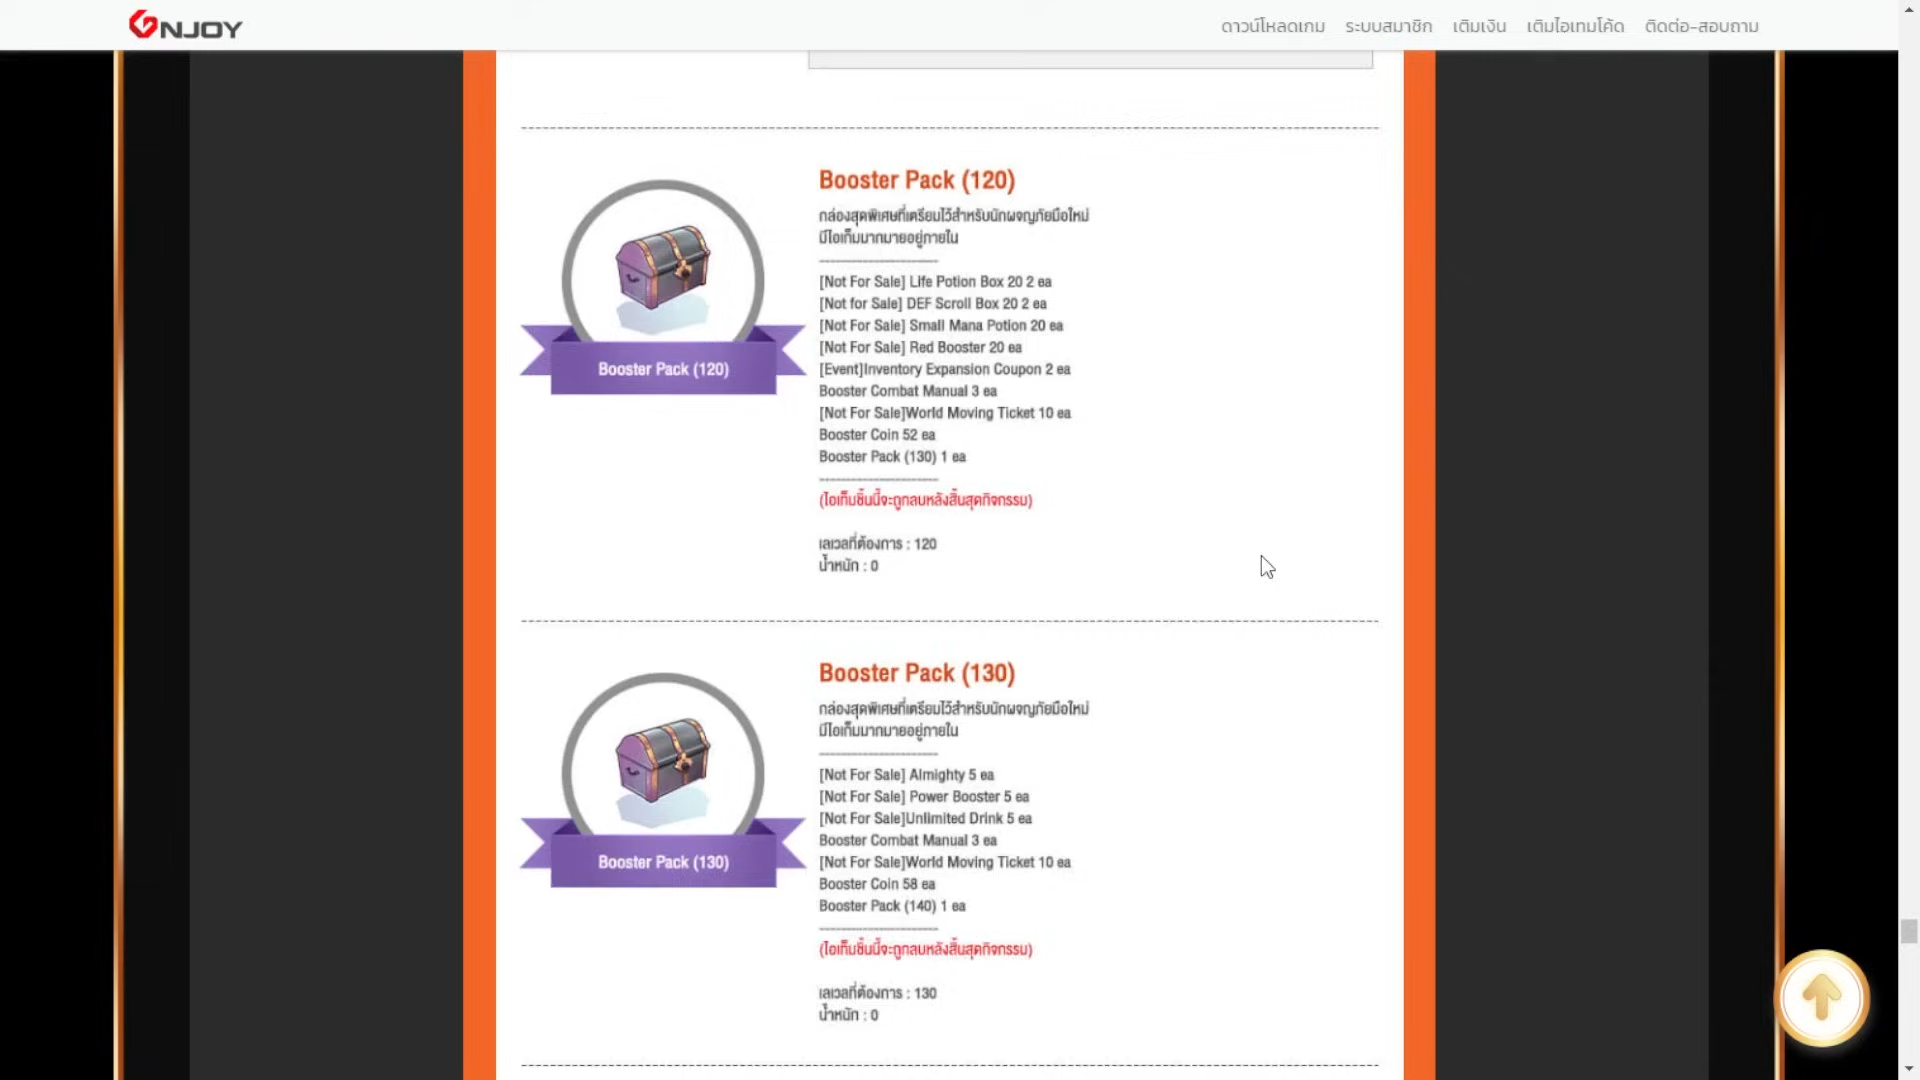 GNJOY
ดาวน์โหลดเกม ระบบสมาชิก เติมเงิน เติมไอเทมโค้ด ติดต่อ-สอบถาม
Booster Pack (120)
กล่องสุดพิเศษที่เตรียมไว้สำหรับนักผจญภัยมือใหม่
มีไอเท็มมากมายอยู่ภายใน
[Not For Sale] Life Potion Box 20 2 ea
[Not for Sale] DEF Scroll Box 20 2 ea
[Not For Sale] Small Mana Potion 20 ea
[Not For Sale] Red Booster 20 ea
[Event]Inventory Expansion Coupon 2 ea
Booster Combat Manual 3 ea
[Not For Sale]World Moving Ticket 10 ea
Booster Coin 52 ea
Booster Pack (130) 1 ea
(ไอเท็มชิ้นนี้จะถูกลบหลังสิ้นสุดกิจกรรม)
เลเวลที่ต้องการ : 120
น้ำหนัก : 0
Booster Pack (120)
Booster Pack (130)
กล่องสุดพิเศษที่เตรียมไว้สำหรับนักผจญภัยมือใหม่
มีไอเท็มมากมายอยู่ภายใน
[Not For Sale] Almighty 5 ea
[Not For Sale] Power Booster 5 ea
[Not For Sale]Unlimited Drink 5 ea
Booster Combat Manual 3 ea
[Not For Sale]World Moving Ticket 10 ea
Booster Coin 58 ea
Booster Pack (140) 1 ea
(ไอเท็มชิ้นนี้จะถูกลบหลังสิ้นสุดกิจกรรม)
เลเวลที่ต้องการ : 130
น้ำหนัก : 0
Booster Pack (130)